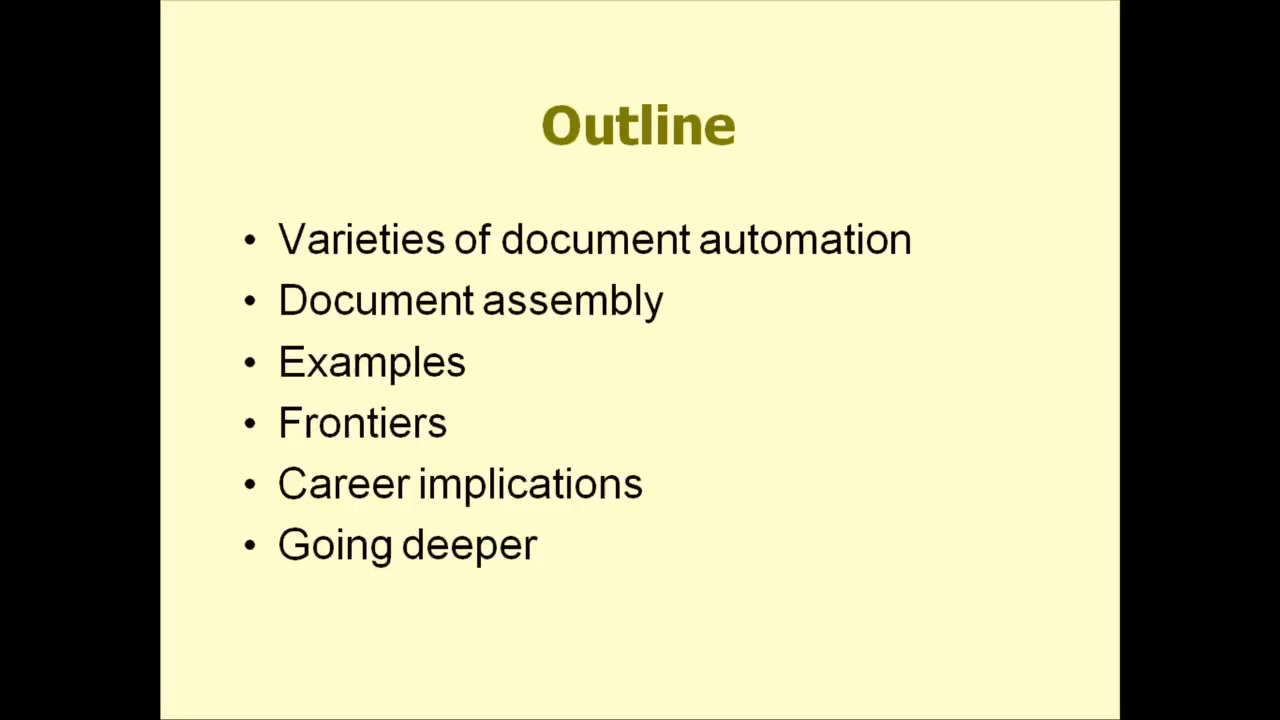 Outline
• Varieties of document automation
• Document assembly
• Examples
• Frontiers
• Career implications
• Going deeper